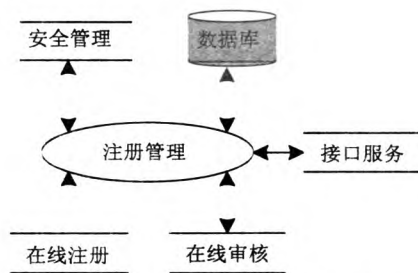 安全管理
数据库
注册管理
接口服务
在线注册
在线审核